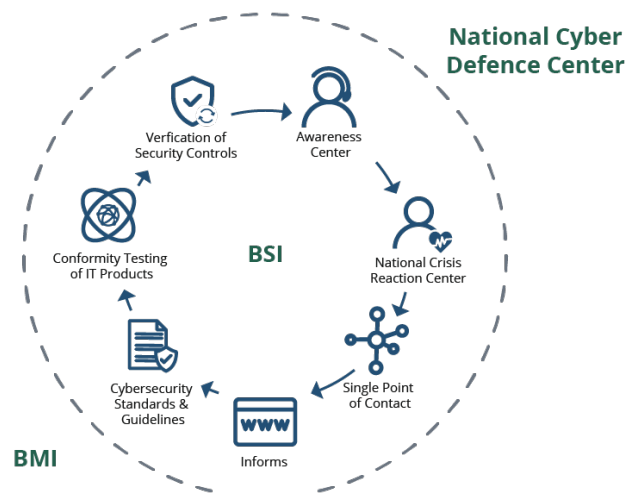 National Cyber
Defence Center
Verfication of
Security Controls
Awareness
Center
National Crisis
Reaction Center
Single Point
of Contact
WWW
Informs
Cybersecurity
Standards &
Guidelines
Conformity Testing
of IT Products
BSI
BMI